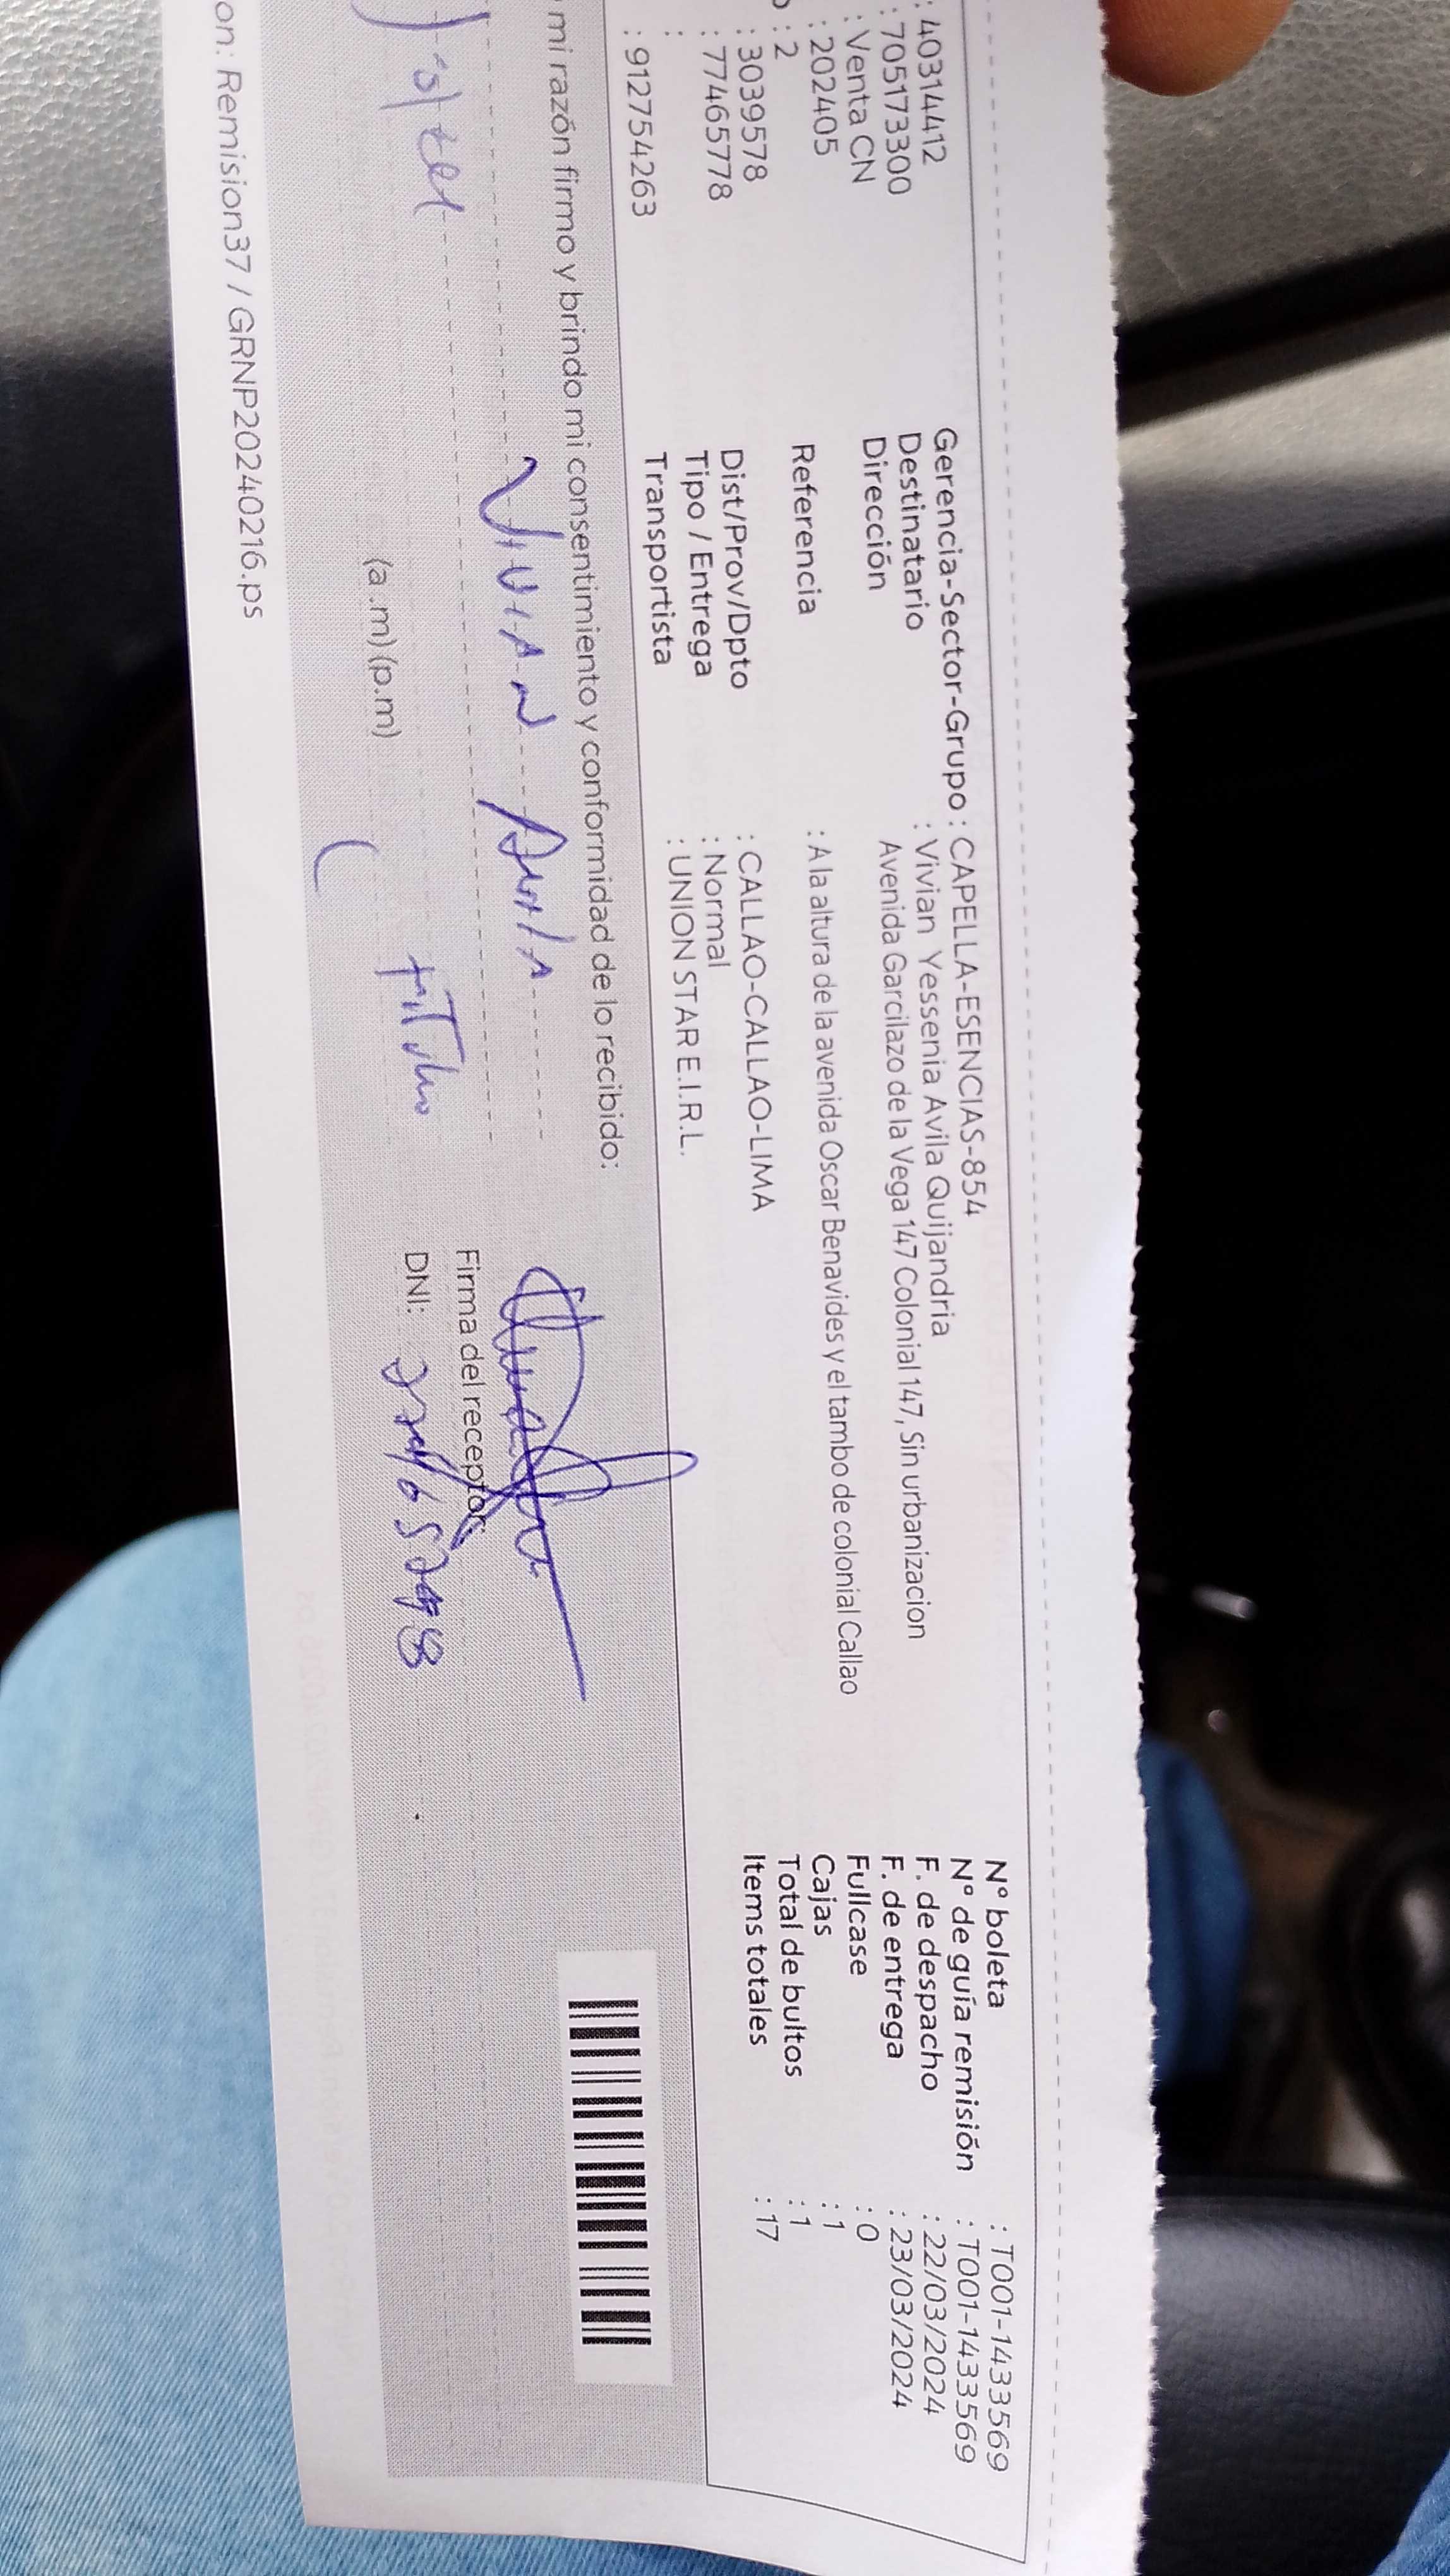 : 40314412
: 705173300
: Venta CN
: 202405
: 2
: 3039578
: 77465778
:
: 912754263
Gerencia-Sector-Grupo : CAPELLA-ESENCIAS-854
Destinatario : Vivian Yessenia Avila Quijandria
Dirección Avenida Garcilazo de la Vega 147 Colonial 147, Sin urbanizacion
Referencia : A la altura de la avenida Oscar Benavides y el tambo de colonial Callao
Dist/Prov/Dpto : CALLAO-CALLAO-LIMA
Tipo / Entrega : Normal
Transportista : UNION STAR E.I.R.L.
N° boleta : T001-1433569
N° de guía remisión : T001-1433569
F. de despacho : 22/03/2024
F. de entrega : 23/03/2024
Fullcase : 0
Cajas : 1
Total de bultos : 1
Items totales : 17
mi razón firmo y brindo mi consentimiento y conformidad de lo recibido:
VIVIAN
Firma del receptor:
DNI:
(a.m) (p.m)
on: Remision37 / GRNP20240216.ps